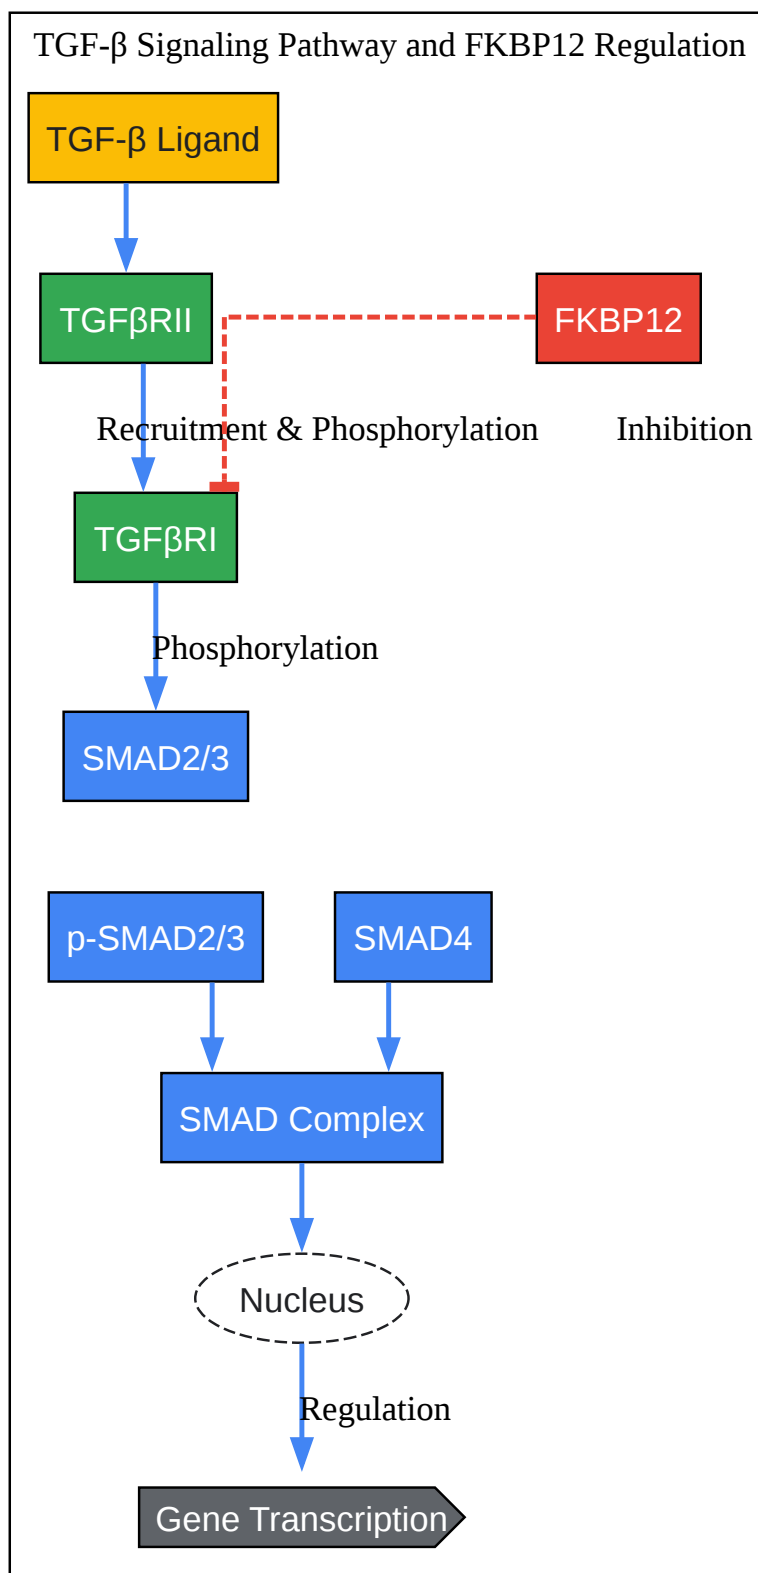 TGF-β Signaling Pathway and FKBP12 Regulation
TGF-β Ligand
TGFβRII
FKBP12
Recruitment & Phosphorylation
Inhibition
TGFβRI
Phosphorylation
SMAD2/3
p-SMAD2/3
SMAD4
SMAD Complex
Nucleus
Regulation
Gene Transcription